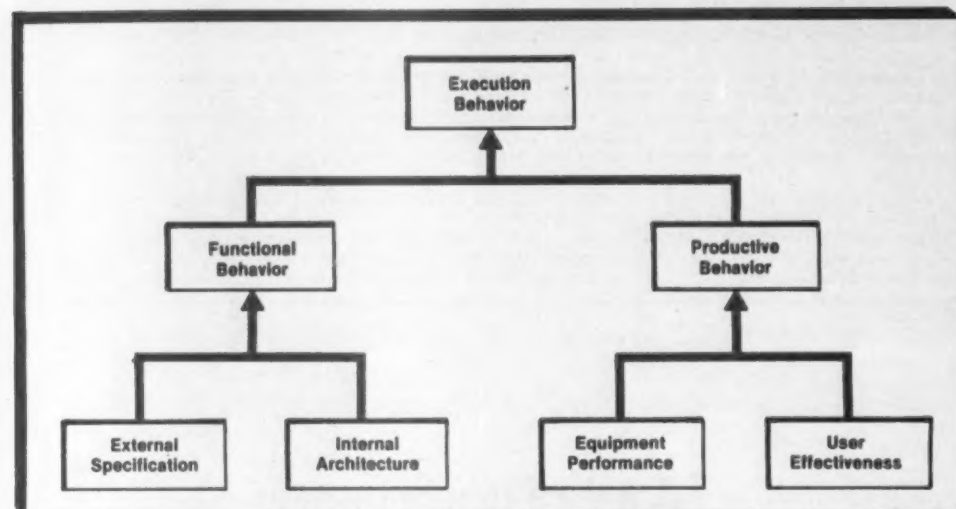 Execution
Behavior
Functional
Behavior
Productive
Behavior
External
Specification
Internal
Architecture
Equipment
Performance
User
Effectiveness